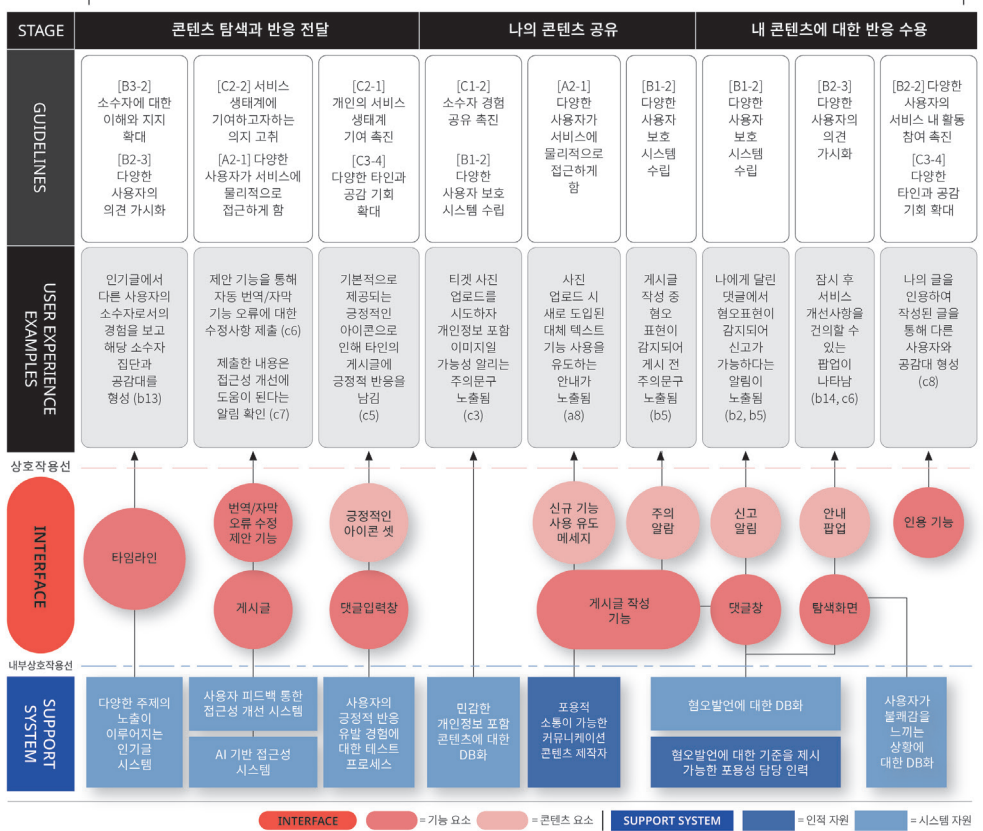 STAGE
콘텐츠 탐색과 반응 전달
나의 콘텐츠 공유
내 콘텐츠에 대한 반응 수용
GUIDELINES
[B3-2]
소수자에 대한
이해와 지지
확대
[B2-3]
다양한
사용자의
의견 가시화
[C2-2] 서비스
생태계에
기여하고자하는
의지 고취
[A2-1] 다양한
사용자가 서비스에
물리적으로
접근하게 함
[C2-1]
개인의 서비스
생태계
기여 촉진
[C3-4]
다양한 타인과
공감 기회
확대
[C1-2]
소수자 경험
공유 촉진
[B1-2]
다양한
사용자 보호
시스템 수립
[A2-1]
다양한
사용자가
서비스에
물리적으로
접근하게
함
[B1-2]
다양한
사용자
보호
시스템
수립
[B1-2]
다양한
사용자
보호
시스템
수립
[B2-3]
다양한
사용자의
의견
가시화
[B2-2] 다양한
사용자의
서비스 내 활동
참여 촉진
[C3-4]
다양한
타인과 공감
기회 확대
USER EXPERIENCE
EXAMPLES
인기글에서
다른 사용자의
소수자로서의
경험을 보고
해당 소수자
집단과
공감대를
형성 (b13)
제안 기능을 통해
자동 번역/자막
기능 오류에 대한
수정사항 제출 (c6)
제출한 내용은
접근성 개선에
도움이 된다는
알림 확인 (c7)
기본적으로
제공되는
긍정적인
아이콘으로
인해 타인의
게시글에
긍정적 반응을
남김
(c5)
티겟 사진
업로드를
시도하자
개인정보 포함
이미지일
가능성 알리는
주의문구
노출됨
(c3)
사진
업로드 시
새로 도입된
대체 텍스트
기능 사용을
유도하는
안내가
노출됨
(a8)
게시글
작성 중
혐오
표현이
감지되어
게시 전
주의문구
노출됨
(b5)
나에게 달린
댓글에서
혐오표현이
감지되어
신고가
가능하다는
알림이
노출됨
(b2, b5)
잠시 후
서비스
개선사항을
건의할 수
있는
팝업이
나타남
(b14, c6)
나의 글을
인용하여
작성된 글을
통해 다른
사용자와
공감대 형성
(c8)
상호작용선
INTERFACE
타임라인
번역/자막
오류 수정
제안 기능
게시글
긍정적인
아이콘 셋
댓글입력창
신규 기능
사용 유도
메세지
주의
알람
게시글 작성
기능
신고
알림
댓글창
안내
팝업
탐색화면
인용 기능
내부상호작용선
SUPPORT
SYSTEM
다양한 주제의
노출이
이루어지는
인기글
시스템
사용자 피드백 통한
접근성 개선 시스템
AI 기반 접근성
시스템
사용자의
긍정적 반응
유발 경험에
대한 테스트
프로세스
민감한
개인정보 포함
콘텐츠에 대한
DB화
포용적
소통이 가능한
커뮤니케이션
콘텐츠 제작자
혐오발언에 대한 DB화
혐오발언에 대한 기준을 제시
가능한 포용성 담당 인력
사용자가
불쾌감을
느끼는
상황에
대한 DB화
INTERFACE
= 기능 요소
= 콘텐츠 요소
SUPPORT SYSTEM
= 인적 자원
= 시스템 자원